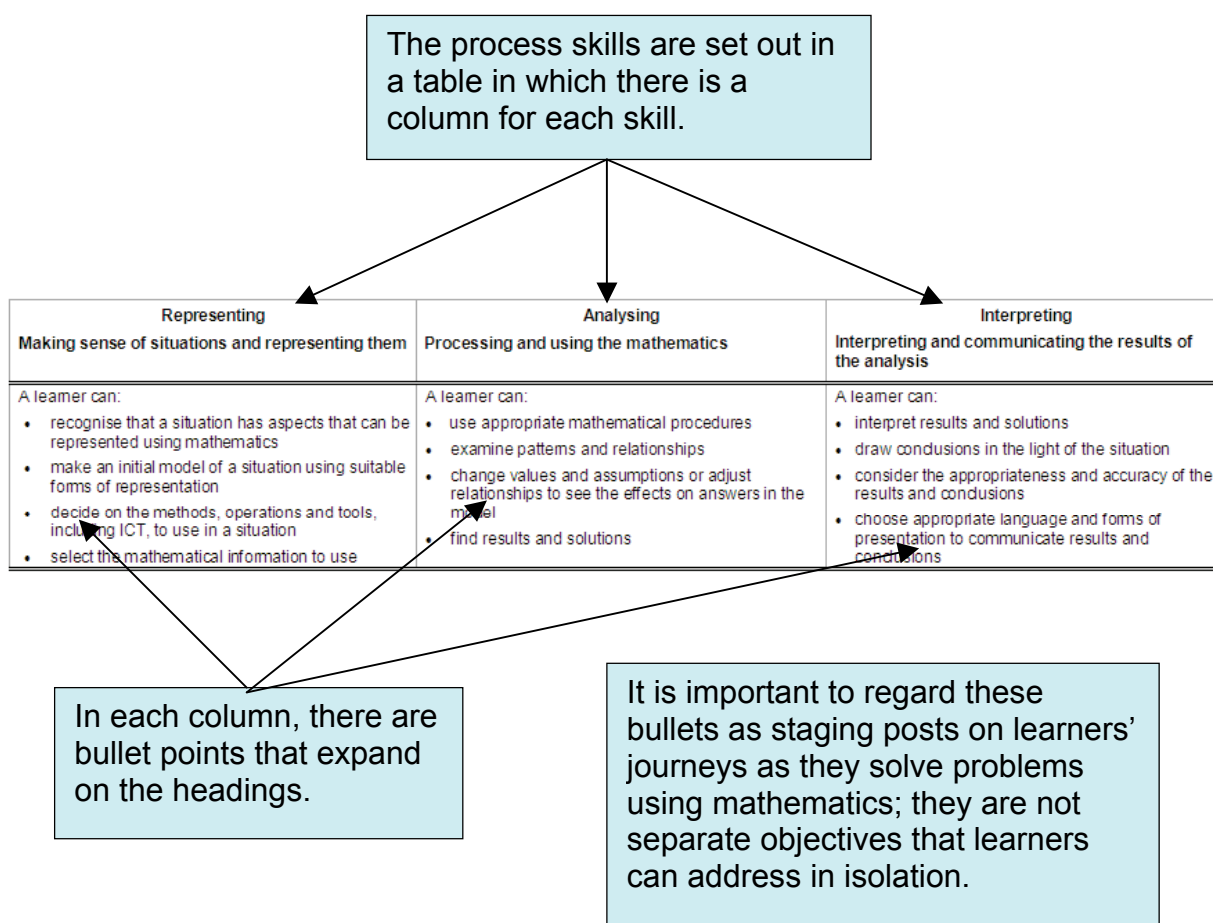 The process skills are set out in
a table in which there is a
column for each skill.
Representing
Making sense of situations and representing them
Analysing
Processing and using the mathematics
Interpreting
Interpreting and communicating the results of
the analysis
A learner can:
• recognise that a situation has aspects that can be
represented using mathematics
• make an initial model of a situation using suitable
forms of representation
• decide on the methods, operations and tools,
including ICT, to use in a situation
• select the mathematical information to use
A learner can:
• use appropriate mathematical procedures
• examine patterns and relationships
• change values and assumptions or adjust
relationships to see the effects on answers in the
model
• find results and solutions
A learner can:
• interpret results and solutions
• draw conclusions in the light of the situation
• consider the appropriateness and accuracy of the
results and conclusions
• choose appropriate language and forms of
presentation to communicate results and
conclusions
In each column, there are
bullet points that expand
on the headings.
It is important to regard these
bullets as staging posts on learners’
journeys as they solve problems
using mathematics; they are not
separate objectives that learners
can address in isolation.